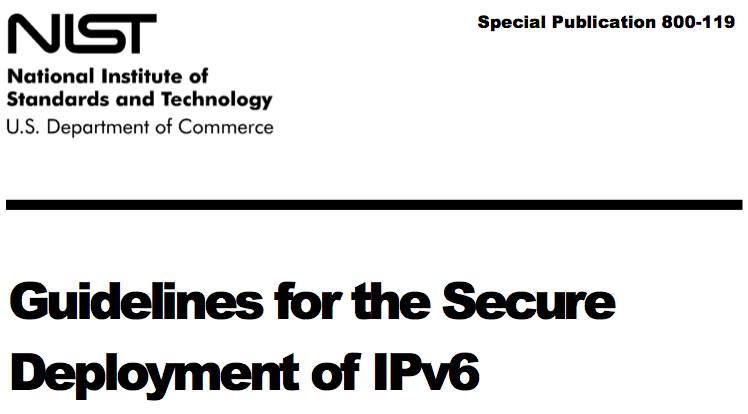 NIST
Special Publication 800-119
National Institute of
Standards and Technology
U.S. Department of Commerce
Guidelines for the Secure
Deployment of IPv6